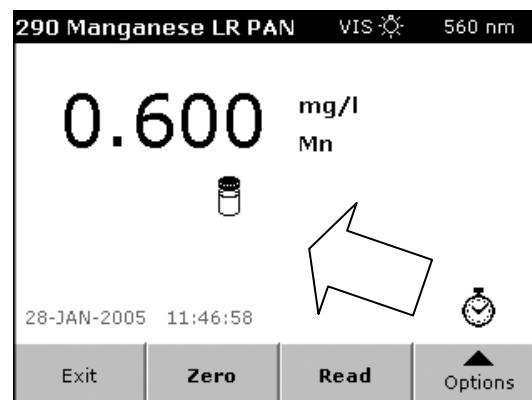 290 Manganese LR PAN VIS 560 nm
0.600 mg/l
Mn
28-JAN-2005 11:46:58
Exit Zero Read Options